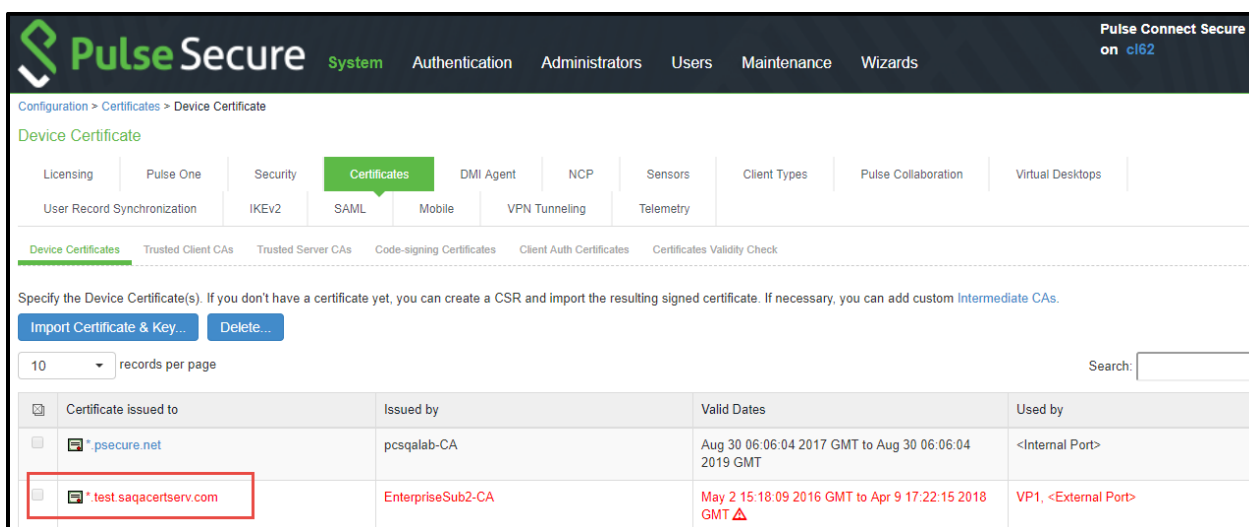 Pulse Secure System Authentication Administrators Users Maintenance Wizards
Pulse Connect Secure
on cl62
Configuration > Certificates > Device Certificate
Device Certificate
Licensing Pulse One Security Certificates DMI Agent NCP Sensors Client Types Pulse Collaboration Virtual Desktops
User Record Synchronization IKEv2 SAML Mobile VPN Tunneling Telemetry
Device Certificates Trusted Client CAs Trusted Server CAs Code-signing Certificates Client Auth Certificates Certificates Validity Check
Specify the Device Certificate(s). If you don't have a certificate yet, you can create a CSR and import the resulting signed certificate. If necessary, you can add custom Intermediate CAs.
Import Certificate & Key... Delete...
10 records per page Search:
Certificate issued to Issued by Valid Dates Used by
*.psecure.net pcsqalab-CA Aug 30 06:06:04 2017 GMT to Aug 30 06:06:04 <Internal Port>
2019 GMT
*.test.saqacertserv.com EnterpriseSub2-CA May 2 15:18:09 2016 GMT to Apr 9 17:22:15 2018 VP1, <External Port>
GMT